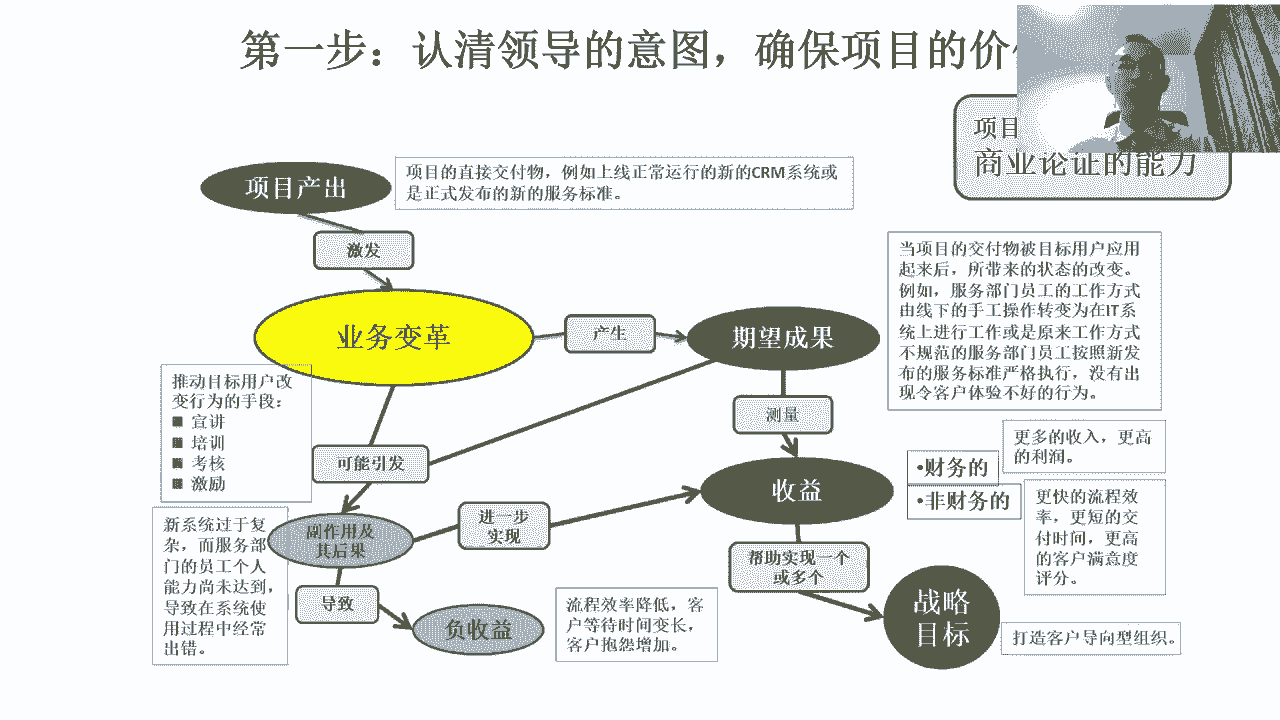 第一步：认清领导的意图，确保项目的价
项目
商业论证的能力
项目产出
项目的直接交付物，例如上线正常运行的新的CRM系统或
是正式发布的新的服务标准。
激发
业务变革
产生
期望成果
当项目的交付物被目标用户应用
起来后，所带来的状态的改变。
例如，服务部门员工的工作方式
由线下的手工操作转变为在IT系
统上进行工作或是原来工作方式
不规范的服务部门员工按照新发
布的服务标准严格执行，没有出
现令客户体验不好的行为。
推动目标用户改
变行为的手段：
■ 宣讲
■ 培训
■ 考核
■ 激励
可能引发
测量
收益
•财务的
更多的收入，更高
的利润。
•非财务的
更快的流程效
率，更短的交
付时间，更高
的客户满意度
评分。
新系统过于复
杂，而服务部
门的员工个人
能力尚未达到，
导致在系统使
用过程中经常
出错。
副作用及
其后果
进一步
实现
帮助实现一个
或多个
导致
负收益
流程效率降低，客
户等待时间变长，
客户抱怨增加。
战略
目标
打造客户导向型组织。